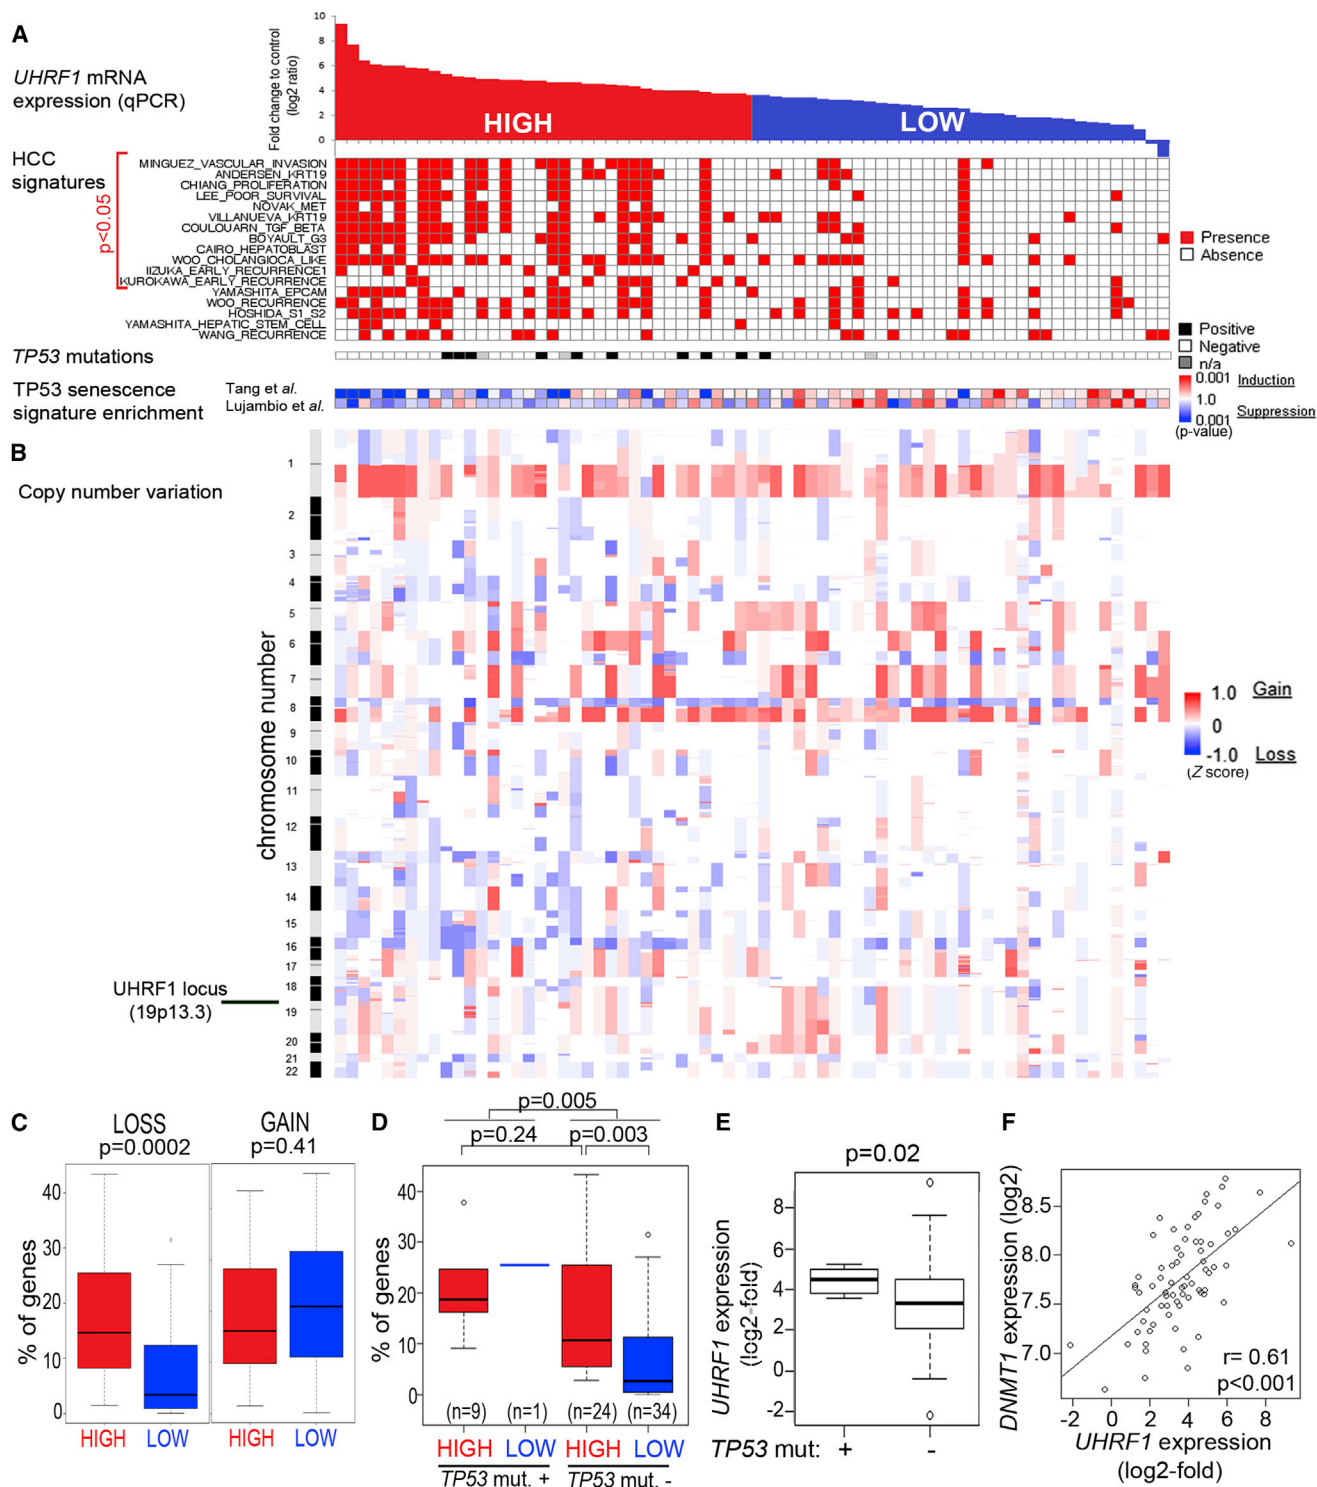 A
UHRF1 mRNA
expression (qPCR)
Fold change to control
(log2 ratio)
10
8
6
4
2
0
HIGH
LOW
HCC
signatures
p<0.05
MINGUEZ_VASCULAR_INVASION
ANDERSEN_KRT19
CHIANG_PROLIFERATION
LEE_POOR_SURVIVAL
NOVAK_MET
VILLANUEVA_KRT19
COULOUARN_TGF_BETA
BOYAULT_G3
CAIRO_HEPATOBLAST
WOO_CHOLANGIOCA_LIKE
IIZUKA_EARLY_RECURRENCE1
KUROKAWA_EARLY_RECURRENCE
YAMASHITA_EPCAM
WOO_RECURRENCE
HOSHIDA_S1_S2
YAMASHITA_HEPATIC_STEM_CELL
WANG_RECURRENCE
Presence
Absence
TP53 mutations
Positive
Negative
n/a
TP53 senescence
signature enrichment
Tang et al.
Lujambio et al.
0.001 Induction
1.0
0.001 Suppression
(p-value)
B
Copy number variation
chromosome number
1
2
3
4
5
6
7
8
9
10
11
12
13
14
15
16
17
18
19
20
21
22
UHRF1 locus
(19p13.3)
1.0 Gain
0
-1.0 Loss
(Z score)
C
LOSS
p=0.0002
GAIN
p=0.41
% of genes
40
30
20
10
0
HIGH LOW HIGH LOW
D
p=0.005
p=0.24
p=0.003
% of genes
40
30
20
10
0
(n=9) (n=1) (n=24) (n=34)
HIGH LOW HIGH LOW
TP53 mut. + TP53 mut. -
E
p=0.02
UHRF1 expression
(log2-fold)
8
6
4
2
0
-2
TP53 mut: + -
F
DNMT1 expression (log2)
8.5
8.0
7.5
7.0
r= 0.61
p<0.001
-2 0 2 4 6 8
UHRF1 expression
(log2-fold)